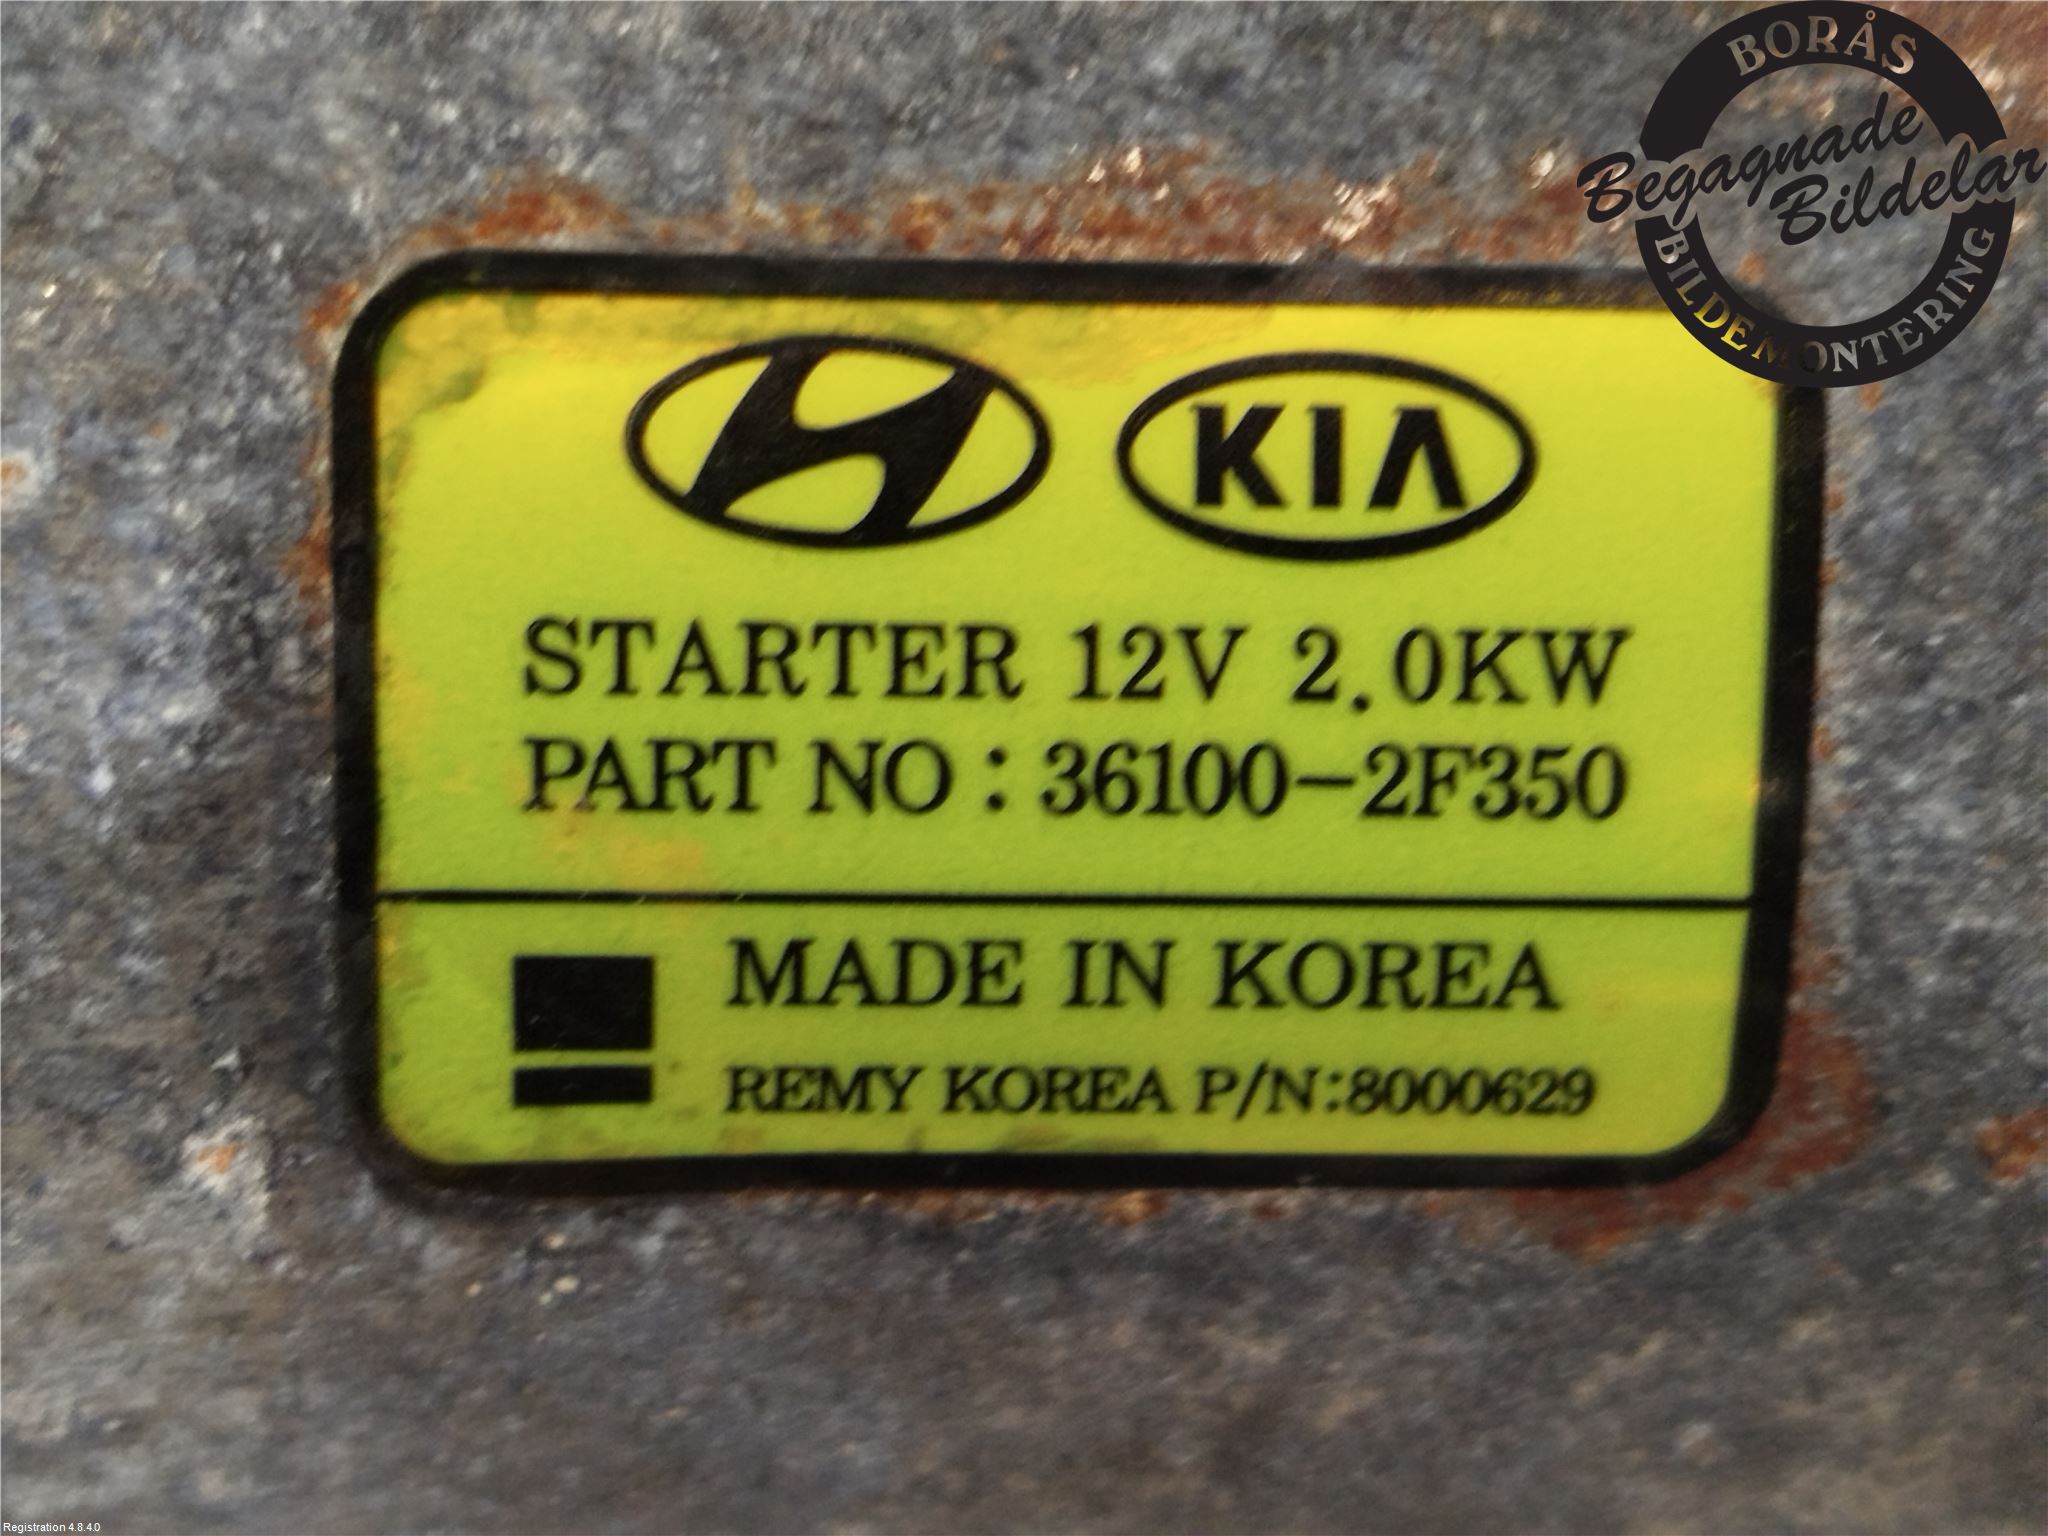 BORÅS
Begagnade
Bildelar
BILDEMONTERING
KIA
STARTER 12V 2.0KW
PART NO : 36100-2F350
MADE IN KOREA
REMY KOREA P/N:8000629
Registration 4.8.4.0